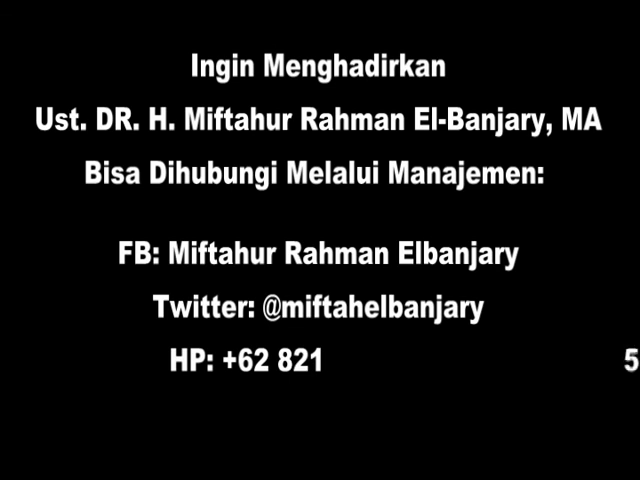 Ingin Menghadirkan
Ust. DR. H. Miftahur Rahman El-Banjary, MA
Bisa Dihubungi Melalui Manajemen:
FB: Miftahur Rahman Elbanjary
Twitter: @miftahelbanjary
HP: +62 821 5